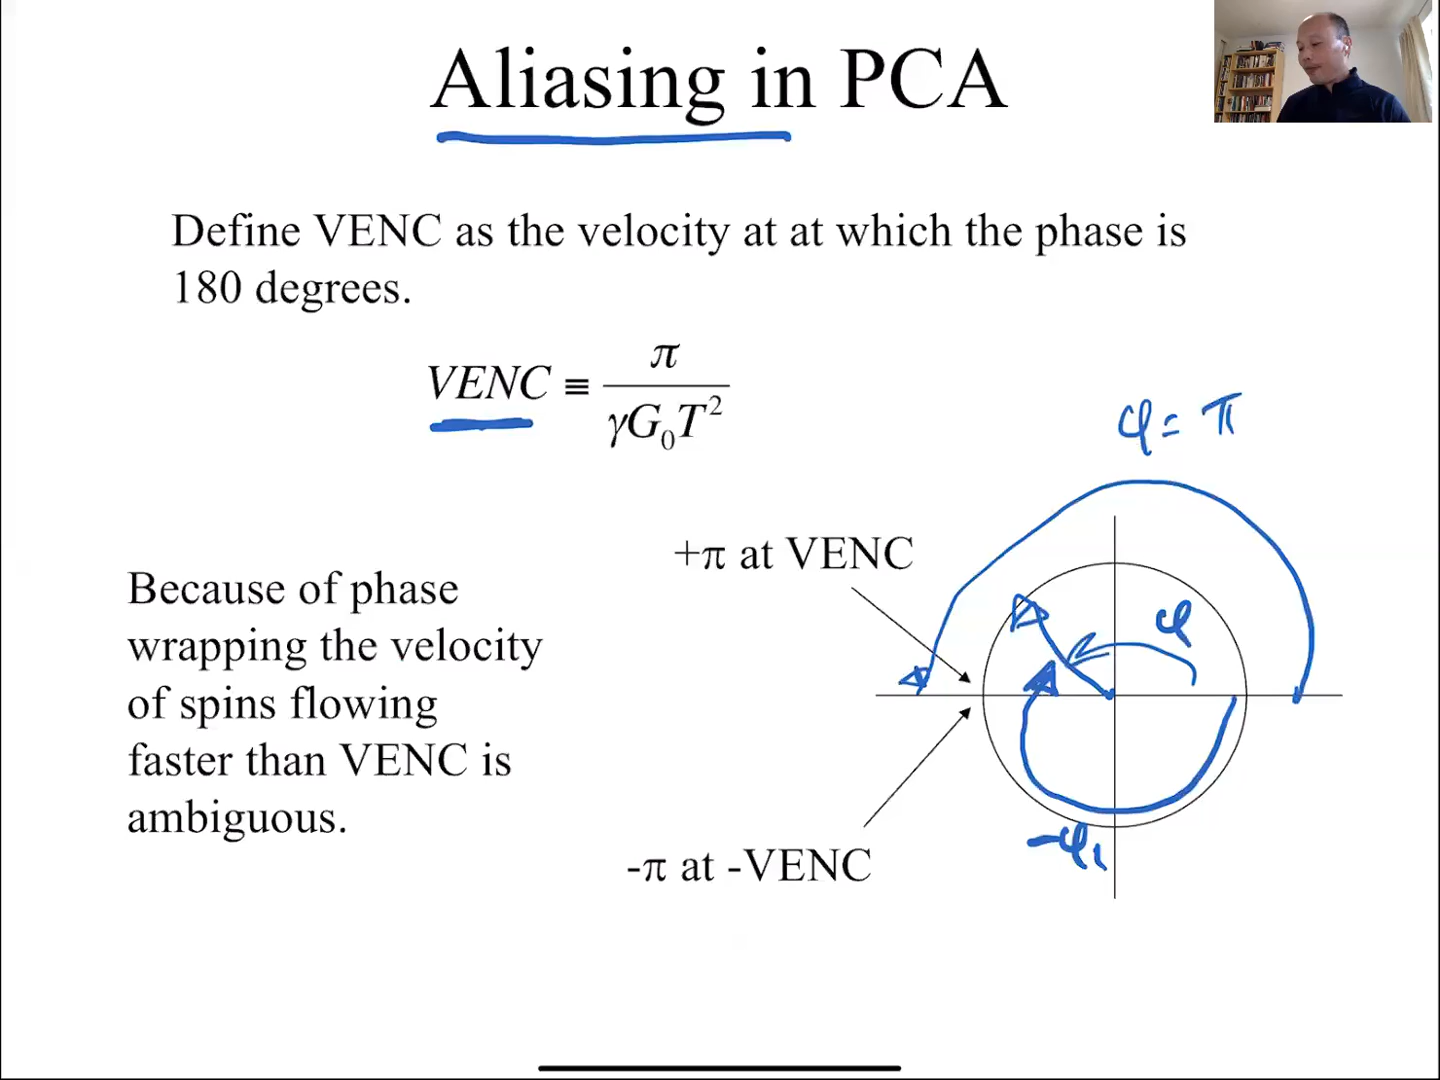 Aliasing in PCA
Define VENC as the velocity at at which the phase is
180 degrees.
VENC ≡ π / γG₀T²
φ = π
+π at VENC
φ
Because of phase
wrapping the velocity
of spins flowing
faster than VENC is
ambiguous.
-φ₁
-π at -VENC